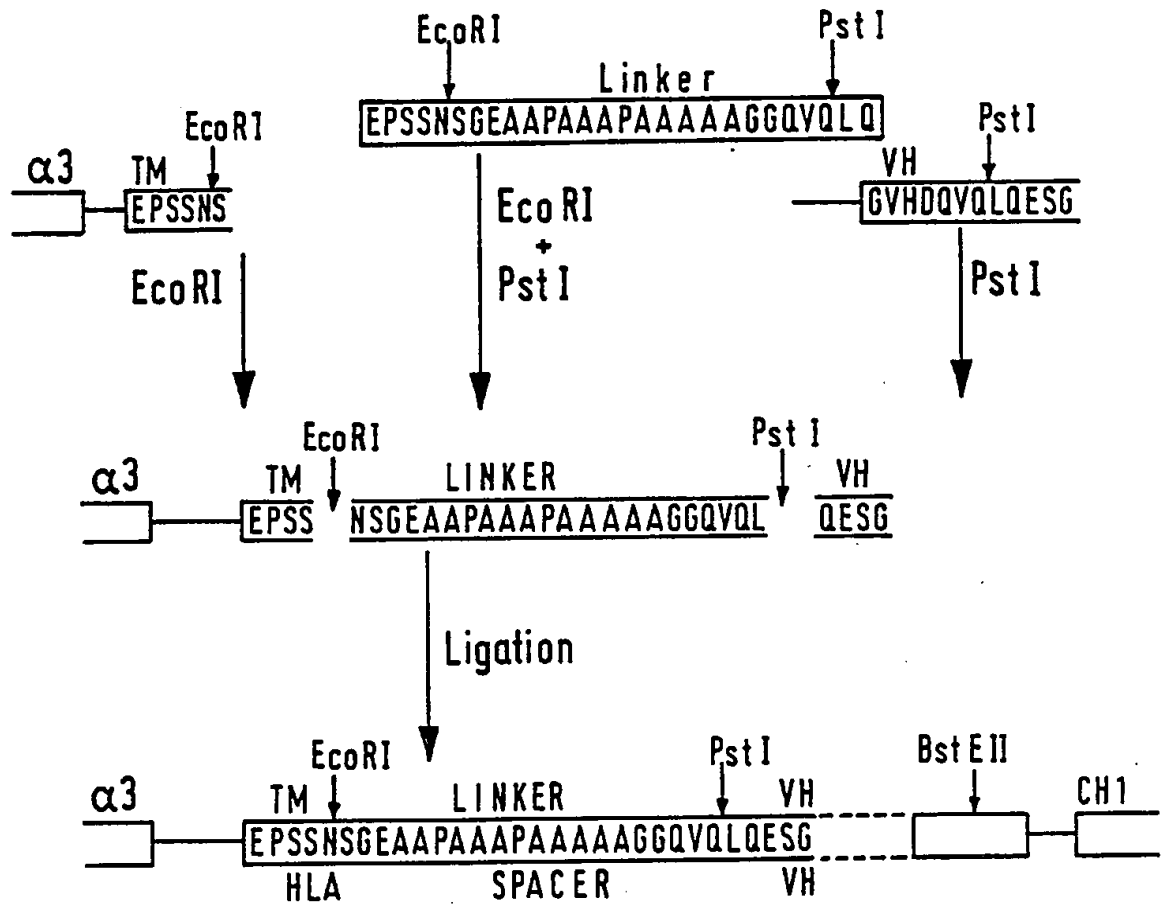 EcoRI
PstI
Linker
EPSSNSGEAAPAAAPAAAAAGGQVQLQ
EcoRI
PstI
α3
TM
VH
EPSSNS
GVHDQVQLQESG
EcoRI
+
PstI
EcoRI
PstI
EcoRI
PstI
α3
TM
LINKER
VH
EPSS
NSGEAAPAAAPAAAAAGGQVQL
QESG
Ligation
EcoRI
PstI
BstEII
α3
TM
LINKER
VH
CH1
EPSSNSGEAAPAAAPAAAAAGGQVQLQESG
HLA
SPACER
VH